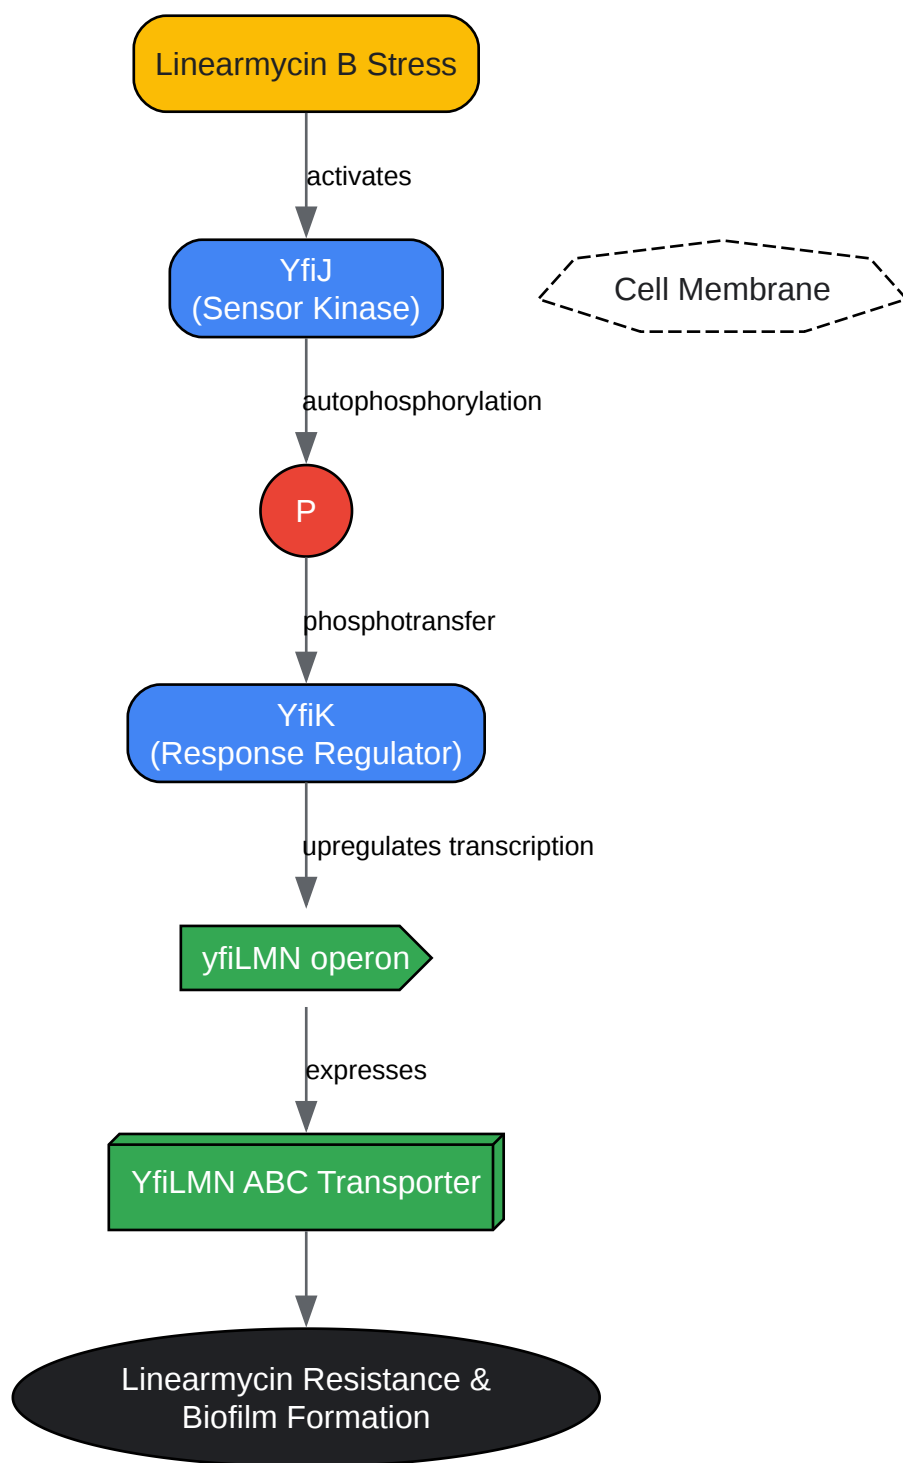 Linearmycin B Stress
activates
YfiJ
(Sensor Kinase)
Cell Membrane
autophosphorylation
P
phosphotransfer
YfiK
(Response Regulator)
upregulates transcription
yfiLMN operon
expresses
YfiLMN ABC Transporter
Linearmycin Resistance &
Biofilm Formation